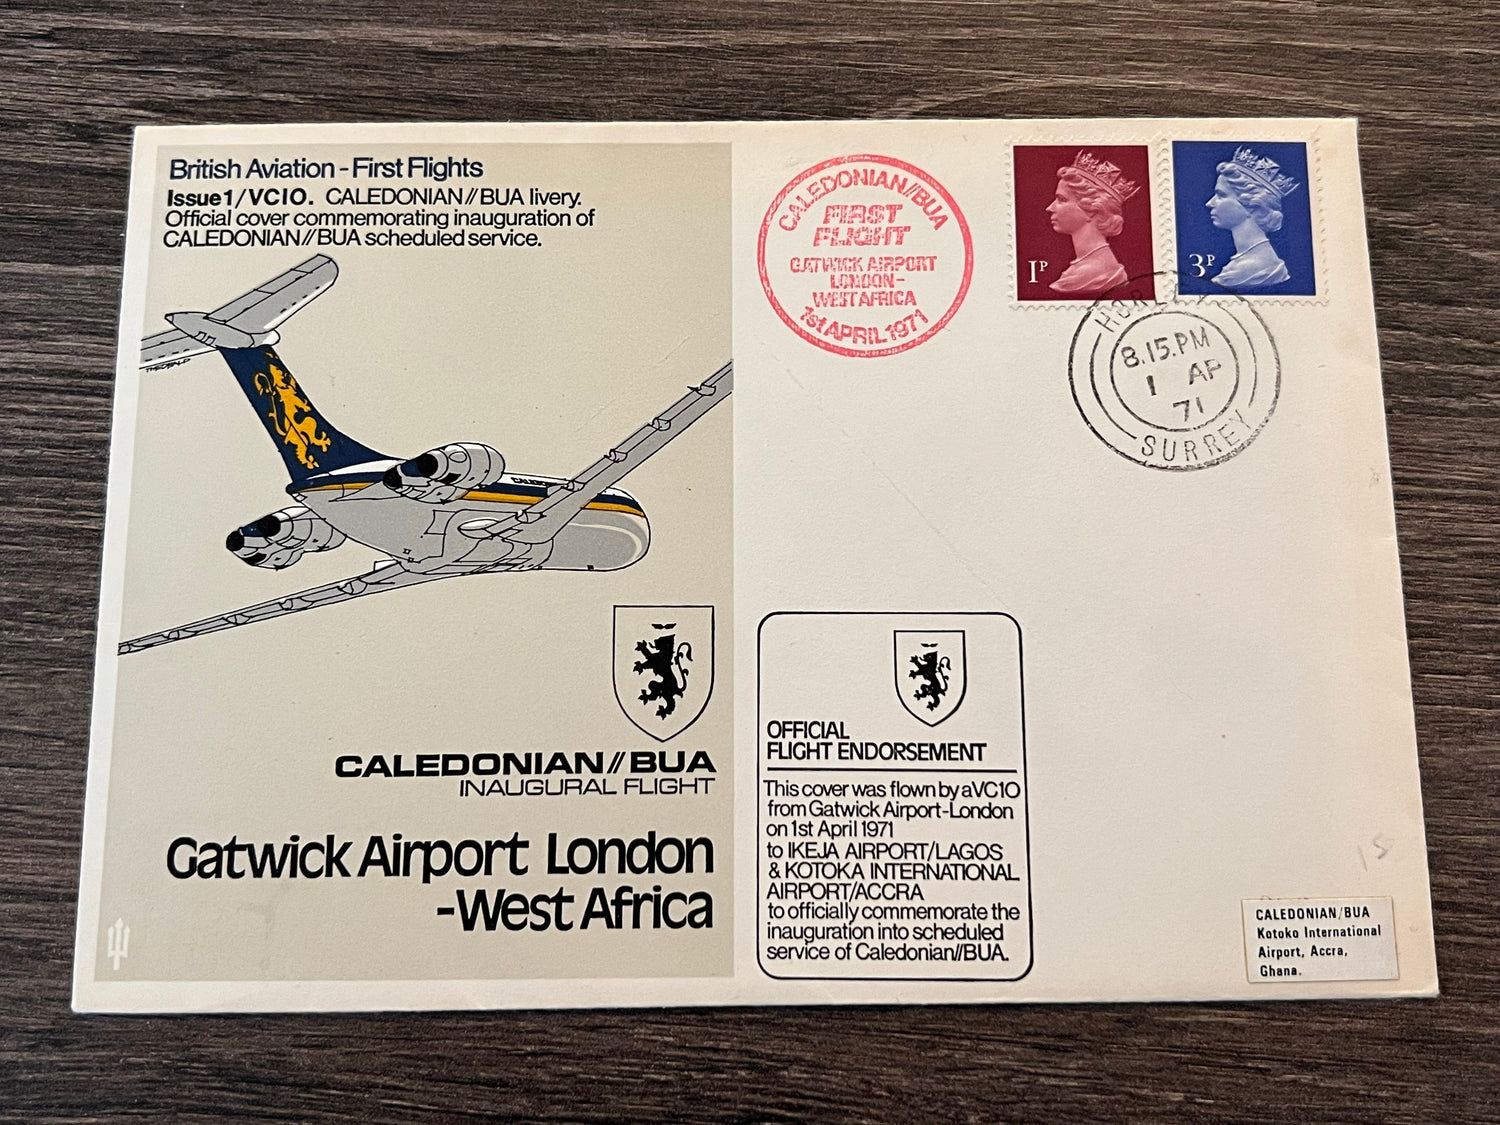 British Aviation - First Flights
Issue 1/VC10. CALEDONIAN//BUA livery.
Official cover commemorating inauguration of
CALEDONIAN//BUA scheduled service.
THEOBALD
CALEDONIAN//BUA
INAUGURAL FLIGHT
Gatwick Airport London
-West Africa
CALEDONIAN//BUA
FIRST
FLIGHT
GATWICK AIRPORT
LONDON-
WEST AFRICA
1st APRIL 1971
1P
3P
HORLEY
8.15.PM
1 AP
71
SURREY
OFFICIAL
FLIGHT ENDORSEMENT
This cover was flown by a VC10
from Gatwick Airport-London
on 1st April 1971
to IKEJA AIRPORT/LAGOS
& KOTOKA INTERNATIONAL
AIRPORT/ACCRA
to officially commemorate the
inauguration into scheduled
service of Caledonian//BUA.
CALEDONIAN/BUA
Kotoko International
Airport, Accra,
Ghana.